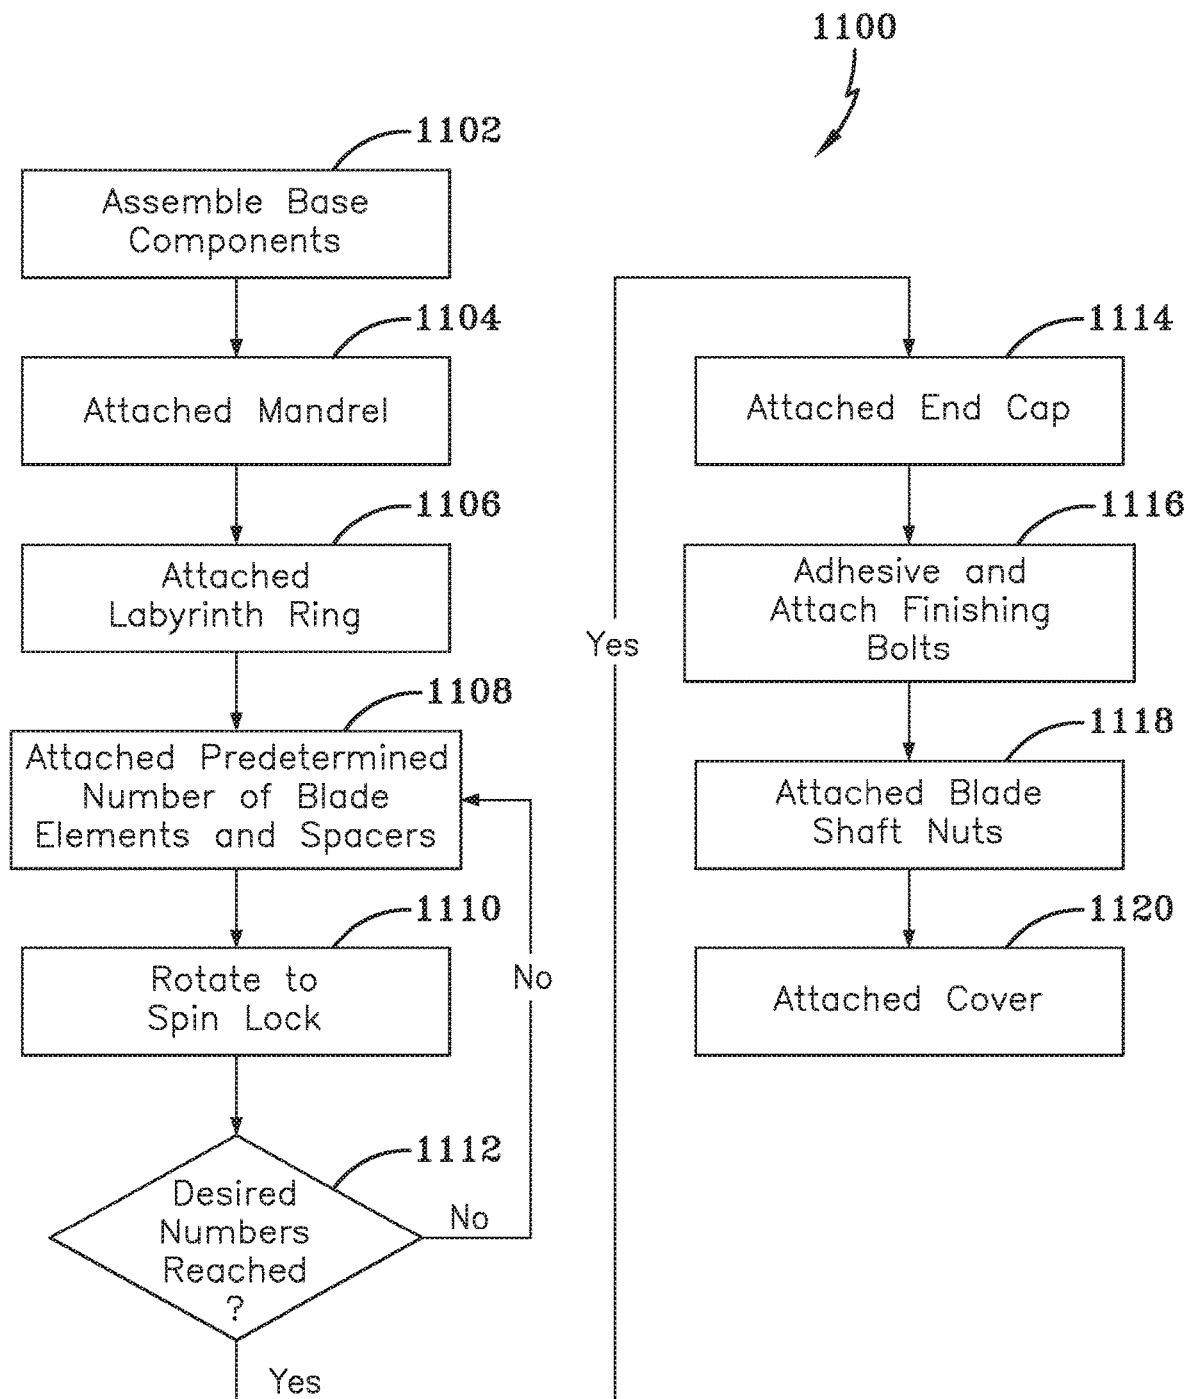 1100
1102
Assemble Base
Components
1104
Attached Mandrel
1106
Attached
Labyrinth Ring
1108
Attached Predetermined
Number of Blade
Elements and Spacers
1110
Rotate to
Spin Lock
No
1112
Desired
Numbers
Reached
?
No
Yes
Yes
1114
Attached End Cap
1116
Adhesive and
Attach Finishing
Bolts
1118
Attached Blade
Shaft Nuts
1120
Attached Cover